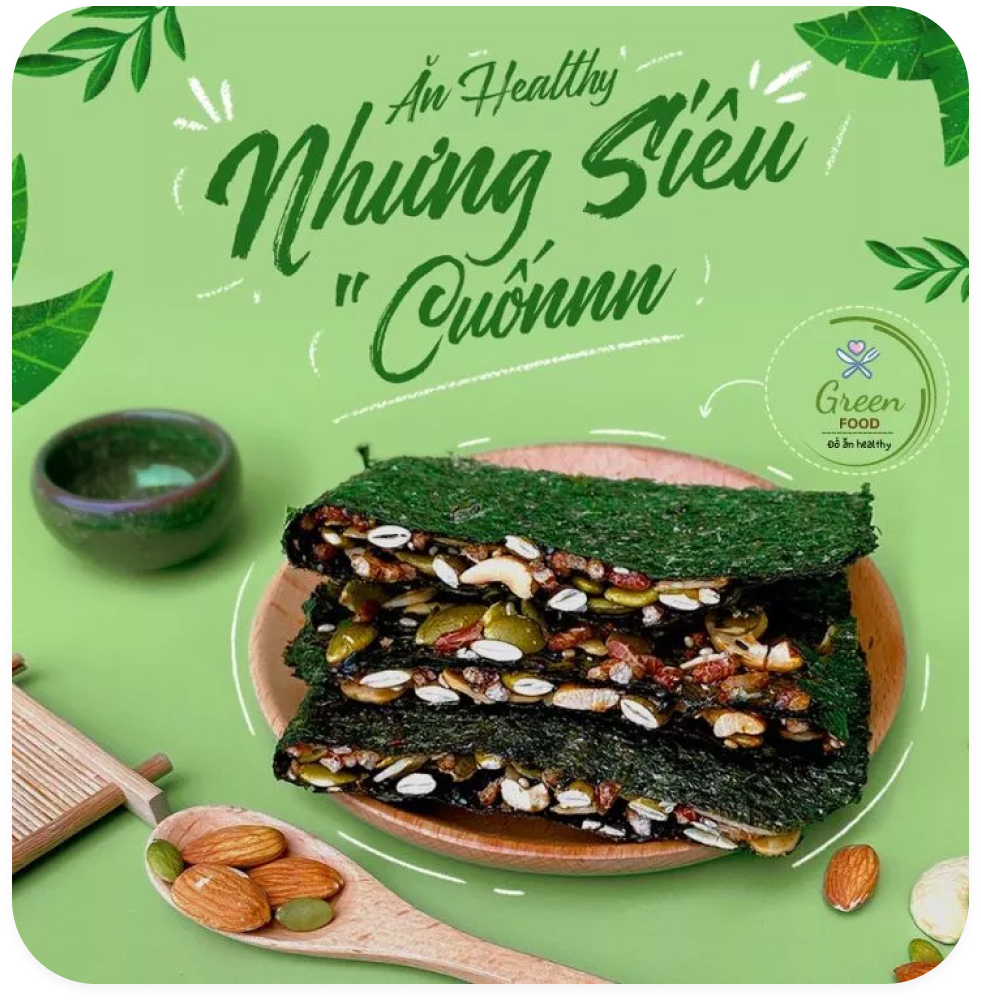 Ăn Healthy
Nhưng Siêu
" Cuốnnn
Green
FOOD
Đồ ăn healthy